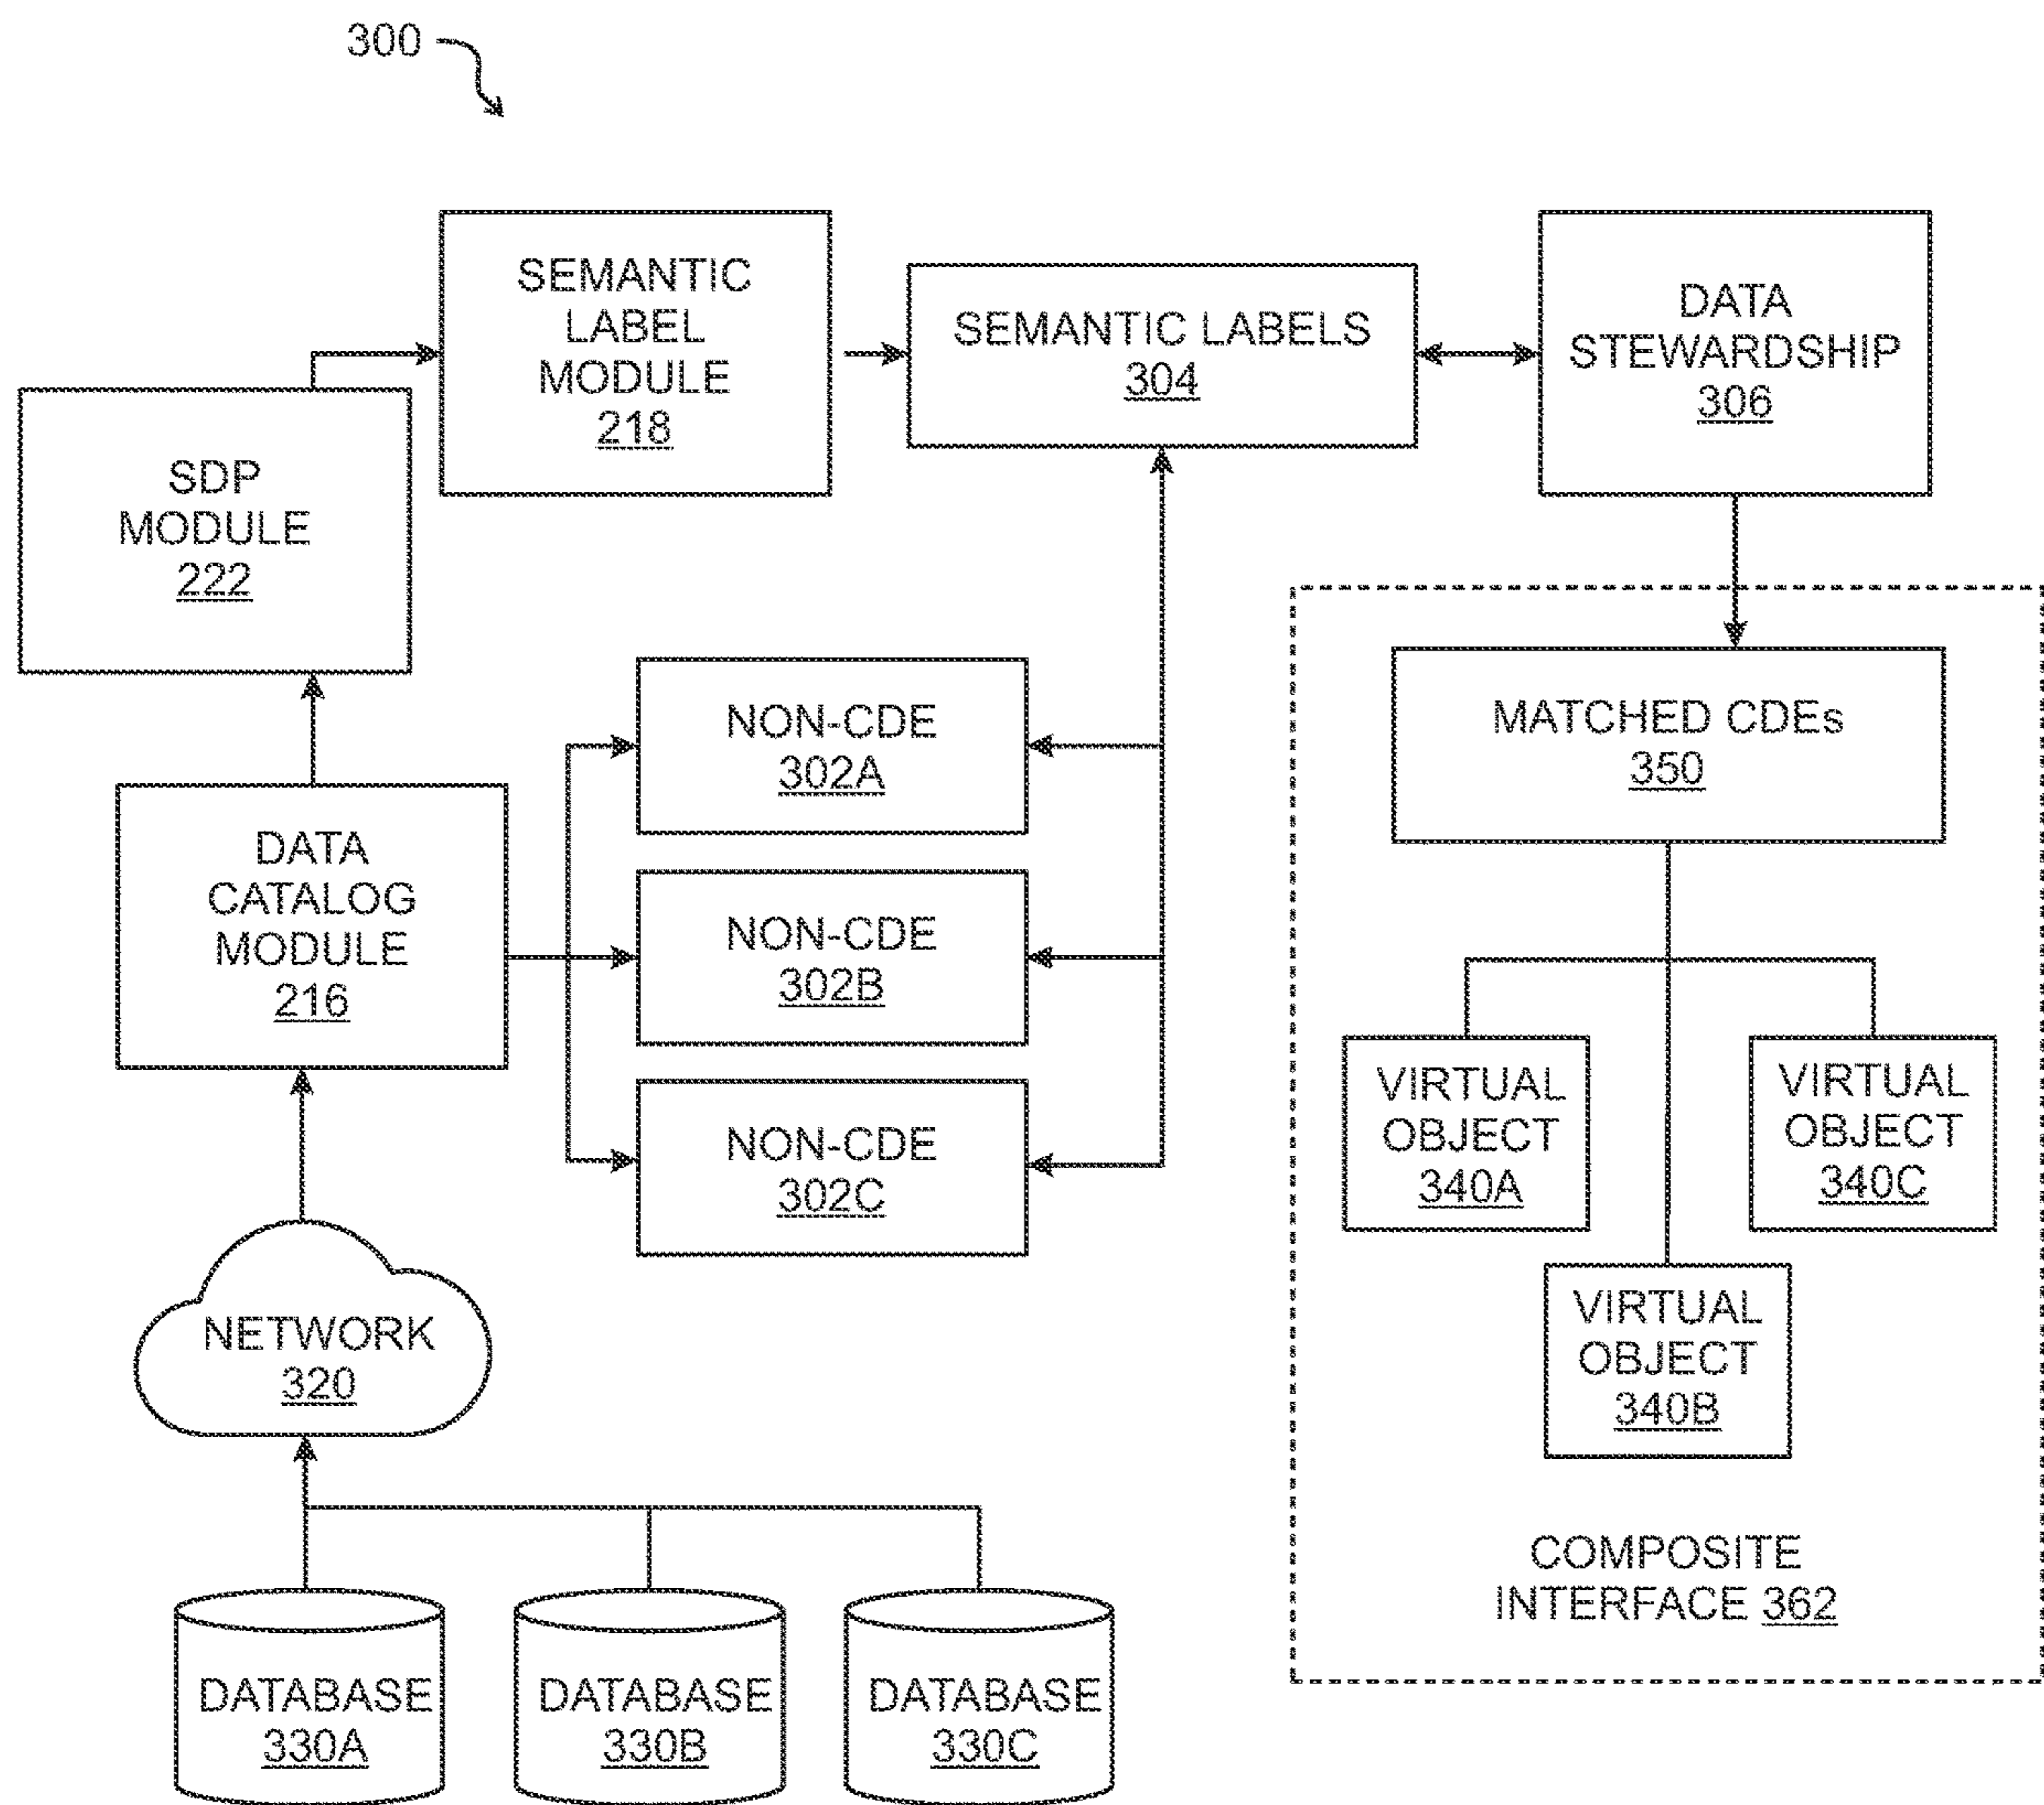 300
SEMANTIC
LABEL
MODULE
218
SEMANTIC LABELS
304
DATA
STEWARDSHIP
306
SDP
MODULE
222
NON-CDE
302A
MATCHED CDEs
350
DATA
CATALOG
MODULE
216
NON-CDE
302B
NON-CDE
302C
VIRTUAL
OBJECT
340A
VIRTUAL
OBJECT
340C
VIRTUAL
OBJECT
340B
NETWORK
320
COMPOSITE
INTERFACE 362
DATABASE
330A
DATABASE
330B
DATABASE
330C